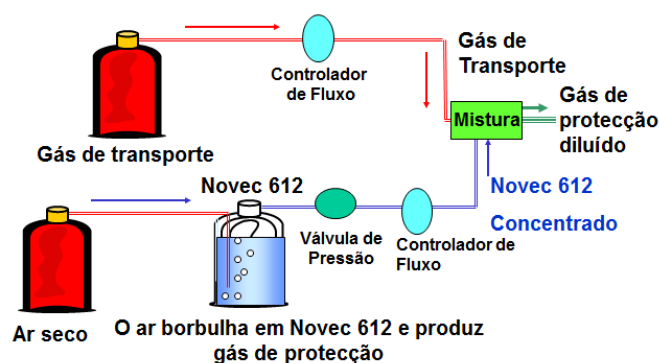 Controlador
de Fluxo
Gás de
Transporte
Gás de transporte
Mistura
Gás de
protecção
diluído
Novec 612
Novec 612
Concentrado
Válvula de
Pressão
Controlador de
Fluxo
Ar seco
O ar borbulha em Novec 612 e produz
gás de protecção